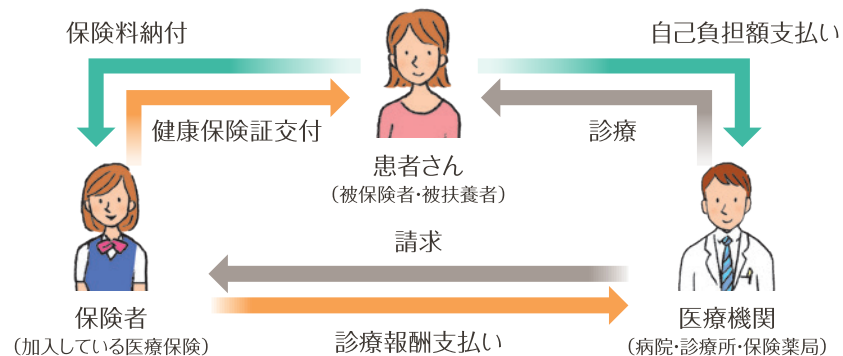 保険料納付
自己負担額支払い
健康保険証交付
診療
患者さん
（被保険者・被扶養者）
請求
保険者
（加入している医療保険）
診療報酬支払い
医療機関
（病院・診療所・保険薬局）